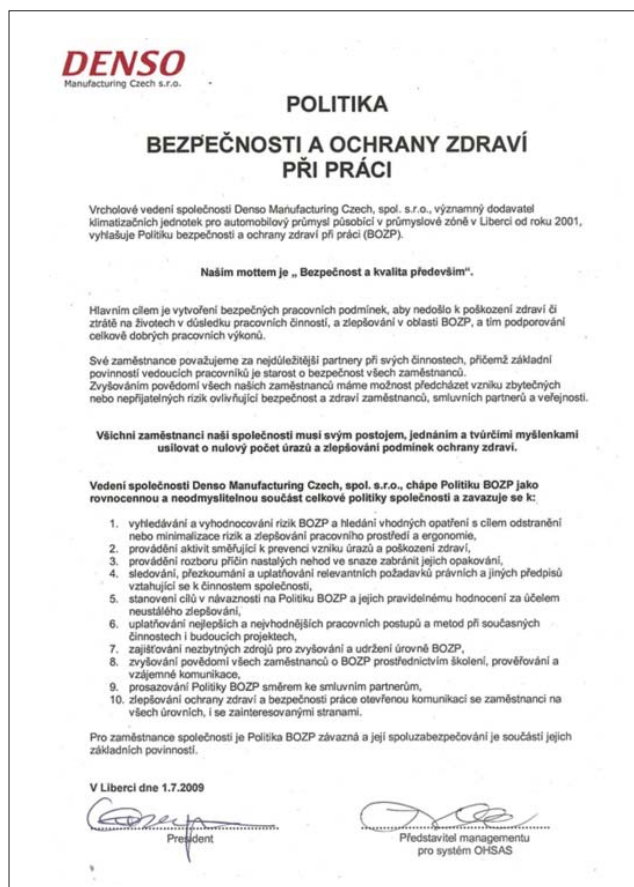 DENSO
Manufacturing Czech s.r.o.
POLITIKA
BEZPEČNOSTI A OCHRANY ZDRAVÍ
PŘI PRÁCI
Vrcholové vedení společnosti Denso Manufacturing Czech, spol. s.r.o., významný dodavatel
klimatizačních jednotek pro automobilový průmysl působící v průmyslové zóně v Liberci od roku 2001,
vyhlašuje Politiku bezpečnosti a ochrany zdraví při práci (BOZP).
Naším mottem je „ Bezpečnost a kvalita především“.
Hlavním cílem je vytvoření bezpečných pracovních podmínek, aby nedošlo k poškození zdraví či
ztrátě na životech v důsledku pracovních činností, a zlepšování v oblasti BOZP, a tím podporování
celkově dobrých pracovních výkonů.
Své zaměstnance považujeme za nejdůležitější partnery při svých činnostech, přičemž základní
povinností vedoucích pracovníků je starost o bezpečnost všech zaměstnanců.
Zvyšováním povědomí všech našich zaměstnanců máme možnost předcházet vzniku zbytečných
nebo nepřijatelných rizik ovlivňující bezpečnost a zdraví zaměstnanců, smluvních partnerů a veřejnosti.
Všichni zaměstnanci naší společnosti musí svým postojem, jednáním a tvůrčími myšlenkami
usilovat o nulový počet úrazů a zlepšování podmínek ochrany zdraví.
Vedení společnosti Denso Manufacturing Czech, spol. s.r.o., chápe Politiku BOZP jako
rovnocennou a neodmyslitelnou součást celkové politiky společnosti a zavazuje se k:
1. vyhledávání a vyhodnocování rizik BOZP a hledání vhodných opatření s cílem odstranění
nebo minimalizace rizik a zlepšování pracovního prostředí a ergonomie,
2. provádění aktivit směřující k prevenci vzniku úrazů a poškození zdraví,
3. provádění rozboru příčin nastalých nehod ve snaze zabránit jejich opakování,
4. sledování, přezkoumání a uplatňování relevantních požadavků právních a jiných předpisů
vztahující se k činnostem společnosti,
5. stanovení cílů v návaznosti na Politiku BOZP a jejich pravidelnému hodnocení za účelem
neustálého zlepšování,
6. uplatňování nejlepších a nejvhodnějších pracovních postupů a metod při současných
činnostech i budoucích projektech,
7. zajišťování nezbytných zdrojů pro zvyšování a udržení úrovně BOZP,
8. zvyšování povědomí všech zaměstnanců o BOZP prostřednictvím školení, prověřování a
vzájemné komunikace,
9. prosazování Politiky BOZP směrem ke smluvním partnerům,
10. zlepšování ochrany zdraví a bezpečnosti práce otevřenou komunikací se zaměstnanci na
všech úrovních, i se zainteresovanými stranami.
Pro zaměstnance společnosti je Politika BOZP závazná a její spoluzabezpečování je součástí jejich
základních povinností.
V Liberci dne 1.7.2009
President
Představitel managementu
pro systém OHSAS